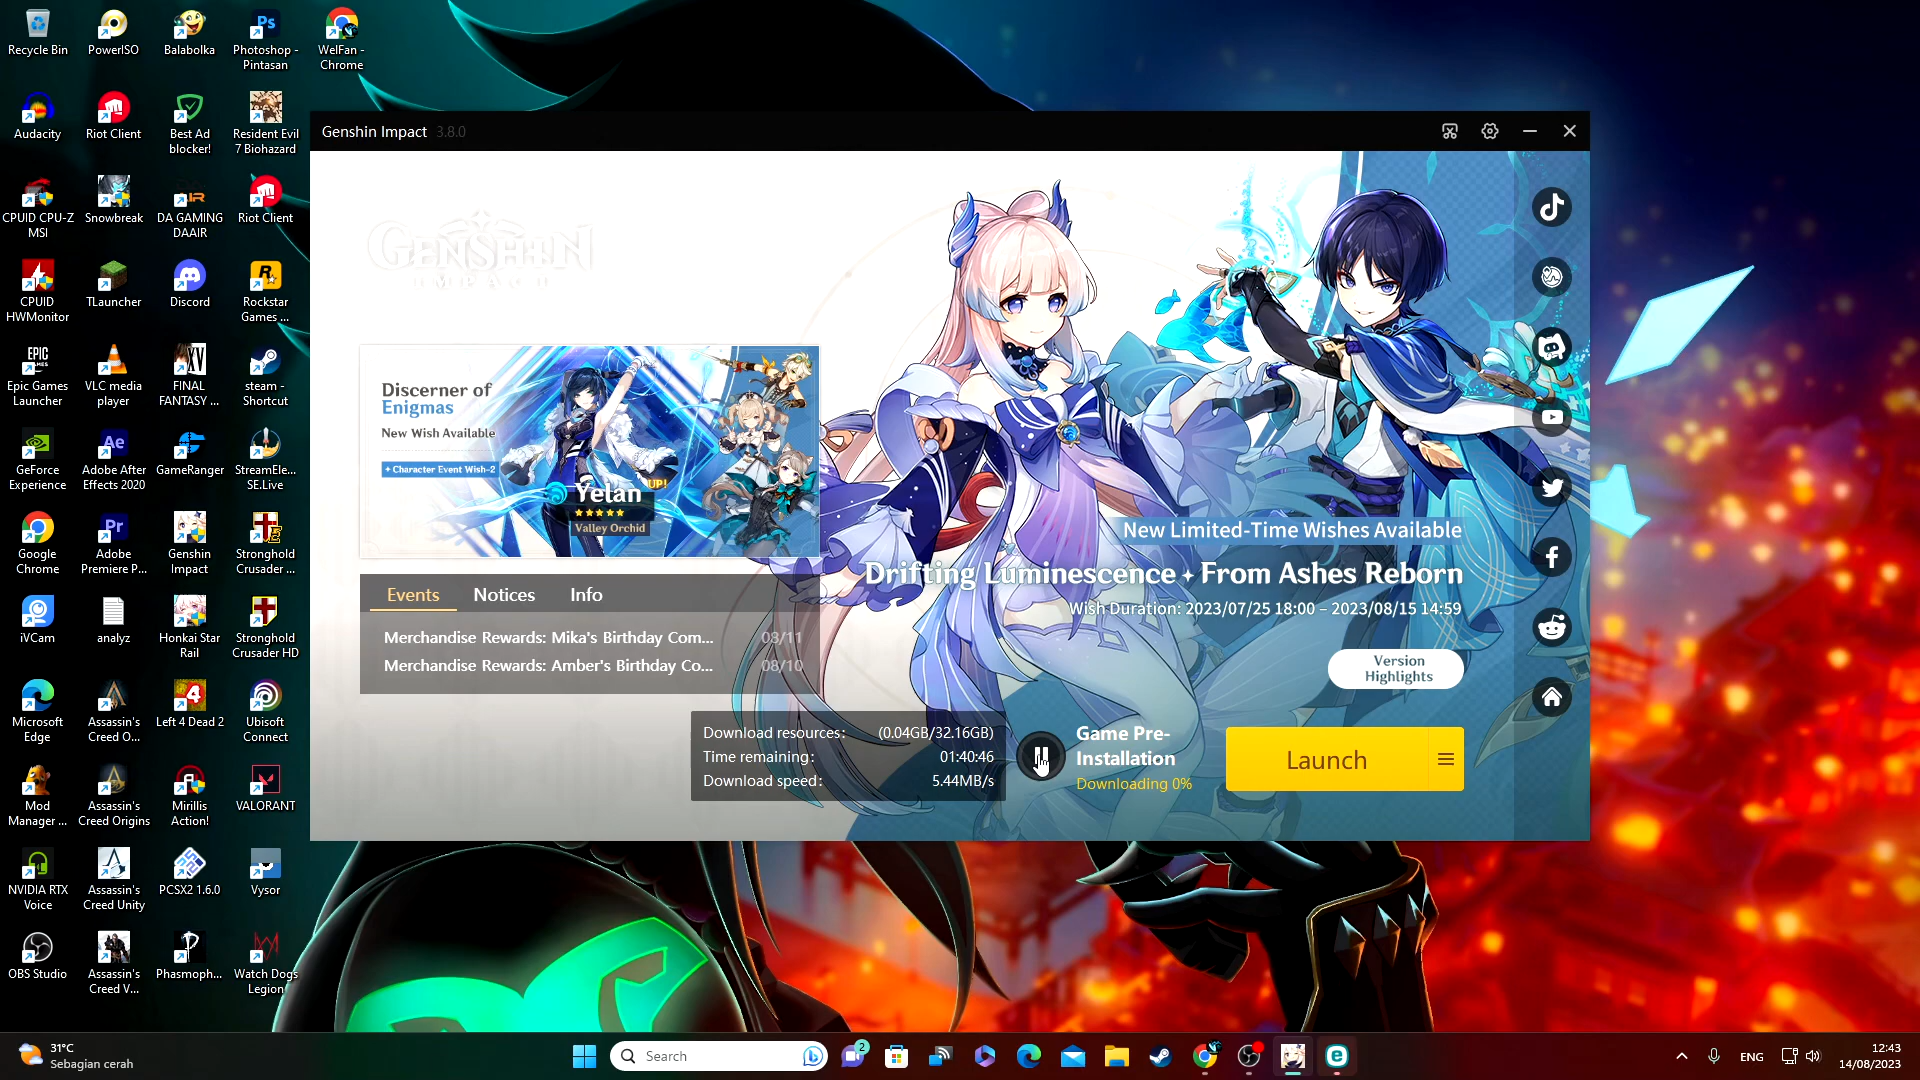 Recycle Bin
PowerISO
Balabolka
Photoshop -
Pintasan
WelFan -
Chrome
Audacity
Riot Client
Best Ad
blocker!
Resident Evil
7 Biohazard
CPUID CPU-Z
MSI
Snowbreak
DA GAMING
DAAIR
Riot Client
CPUID
HWMonitor
TLauncher
Discord
Rockstar
Games ...
Epic Games
Launcher
VLC media
player
FINAL
FANTASY ...
steam -
Shortcut
GeForce
Experience
Adobe After
Effects 2020
GameRanger
StreamEle...
SE.Live
Google
Chrome
Adobe
Premiere P...
Genshin
Impact
Stronghold
Crusader ...
iVCam
analyz
Honkai Star
Rail
Stronghold
Crusader HD
Microsoft
Edge
Assassin's
Creed O...
Left 4 Dead 2
Ubisoft
Connect
Mod
Manager ...
Assassin's
Creed Origins
Mirillis
Action!
VALORANT
NVIDIA RTX
Voice
Assassin's
Creed Unity
PCSX2 1.6.0
Vysor
OBS Studio
Assassin's
Creed V...
Phasmoph...
Watch Dogs
Legion
Genshin Impact 3.8.0
GENSHIN
IMPACT
Discerner of
Enigmas
New Wish Available
Character Event Wish-2
UP!
Yelan
Valley Orchid
Events Notices Info
Merchandise Rewards: Mika's Birthday Com... 08/11
Merchandise Rewards: Amber's Birthday Co... 08/10
New Limited-Time Wishes Available
Drifting Luminescence From Ashes Reborn
Wish Duration: 2023/07/25 18:00 – 2023/08/15 14:59
Version
Highlights
Download resources: (0.04GB/32.16GB)
Time remaining: 01:40:46
Download speed: 5.44MB/s
Game Pre-
Installation
Downloading 0%
Launch
31°C
Sebagian cerah
Search
2
ENG
12:43
14/08/2023